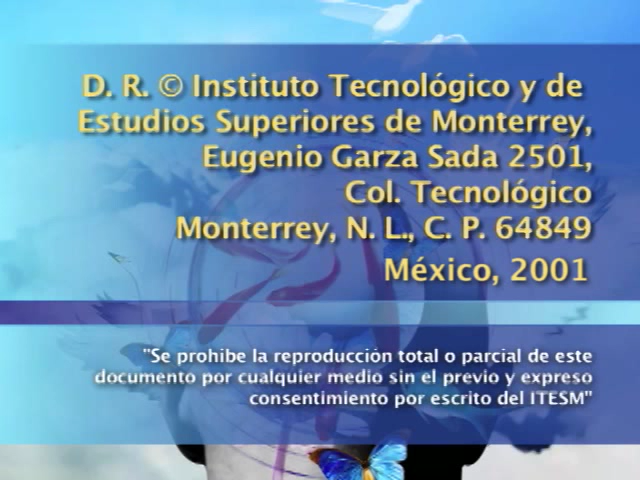 D. R. © Instituto Tecnológico y de
Estudios Superiores de Monterrey,
Eugenio Garza Sada 2501,
Col. Tecnológico
Monterrey, N. L., C. P. 64849
México, 2001
"Se prohibe la reproducción total o parcial de este
documento por cualquier medio sin el previo y expreso
consentimiento por escrito del ITESM"